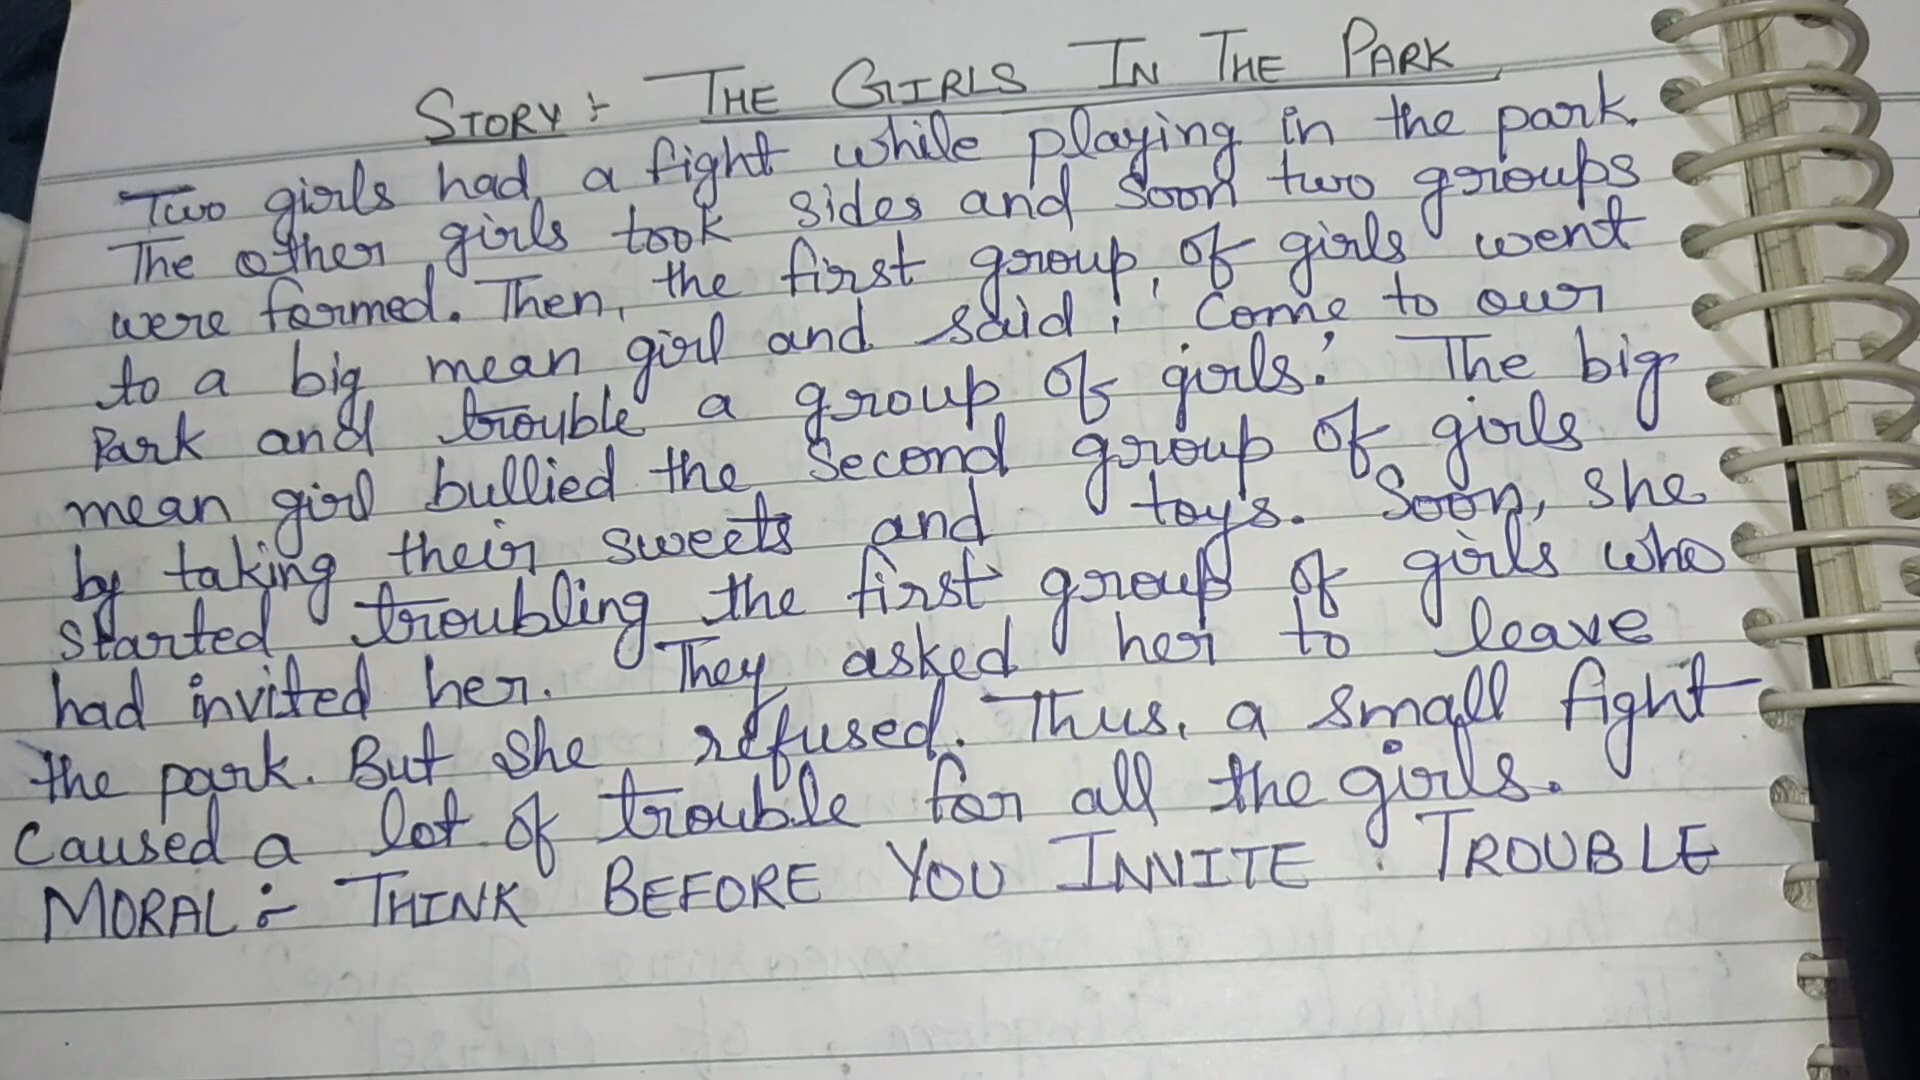 STORY :- THE GIRLS IN THE PARK
Two girls had a fight while playing in the park.
The other girls took sides and soon two groups
were formed. Then, the first group of girls went
to a big mean girl and said: 'Come to our
Park and trouble a group of girls.' The big
mean girl bullied the second group of girls
by taking their sweets and toys. Soon, she
started troubling the first group of girls who
had invited her. They asked her to leave
the park. But she refused. Thus, a small fight
caused a lot of trouble for all the girls.
MORAL :- THINK BEFORE YOU INVITE TROUBLE